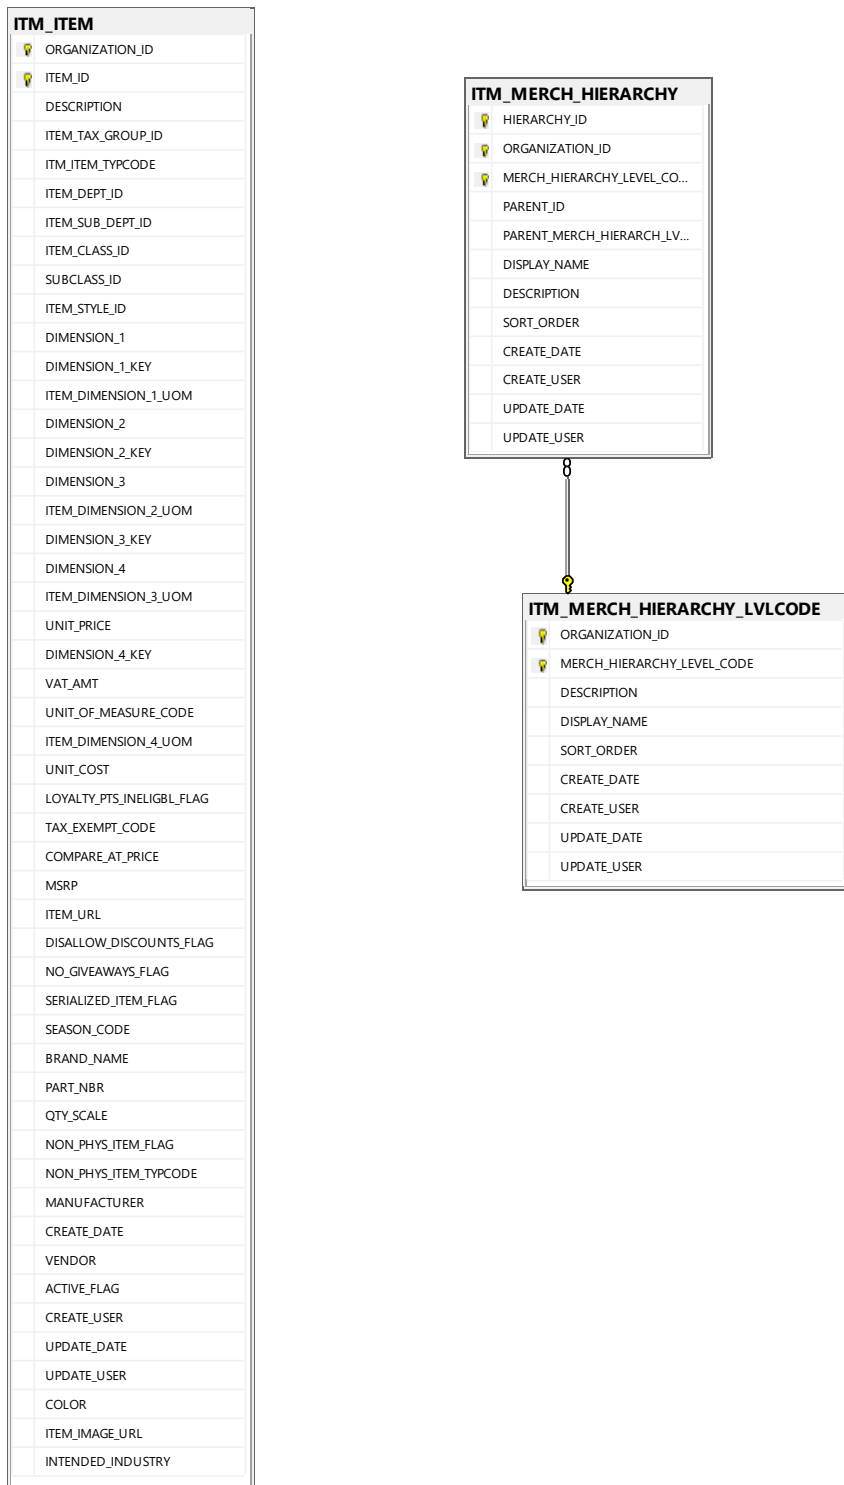 ITM_ITEM
ORGANIZATION_ID
ITEM_ID
DESCRIPTION
ITEM_TAX_GROUP_ID
ITM_ITEM_TYPCODE
ITEM_DEPT_ID
ITEM_SUB_DEPT_ID
ITEM_CLASS_ID
SUBCLASS_ID
ITEM_STYLE_ID
DIMENSION_1
DIMENSION_1_KEY
ITEM_DIMENSION_1_UOM
DIMENSION_2
DIMENSION_2_KEY
DIMENSION_3
ITEM_DIMENSION_2_UOM
DIMENSION_3_KEY
DIMENSION_4
ITEM_DIMENSION_3_UOM
UNIT_PRICE
DIMENSION_4_KEY
VAT_AMT
UNIT_OF_MEASURE_CODE
ITEM_DIMENSION_4_UOM
UNIT_COST
LOYALTY_PTS_INELIGBL_FLAG
TAX_EXEMPT_CODE
COMPARE_AT_PRICE
MSRP
ITEM_URL
DISALLOW_DISCOUNTS_FLAG
NO_GIVEAWAYS_FLAG
SERIALIZED_ITEM_FLAG
SEASON_CODE
BRAND_NAME
PART_NBR
QTY_SCALE
NON_PHYS_ITEM_FLAG
NON_PHYS_ITEM_TYPCODE
MANUFACTURER
CREATE_DATE
VENDOR
ACTIVE_FLAG
CREATE_USER
UPDATE_DATE
UPDATE_USER
COLOR
ITEM_IMAGE_URL
INTENDED_INDUSTRY
ITM_MERCH_HIERARCHY
HIERARCHY_ID
ORGANIZATION_ID
MERCH_HIERARCHY_LEVEL_CO...
PARENT_ID
PARENT_MERCH_HIERARCH_LV...
DISPLAY_NAME
DESCRIPTION
SORT_ORDER
CREATE_DATE
CREATE_USER
UPDATE_DATE
UPDATE_USER
ITM_MERCH_HIERARCHY_LVLCODE
ORGANIZATION_ID
MERCH_HIERARCHY_LEVEL_CODE
DESCRIPTION
DISPLAY_NAME
SORT_ORDER
CREATE_DATE
CREATE_USER
UPDATE_DATE
UPDATE_USER